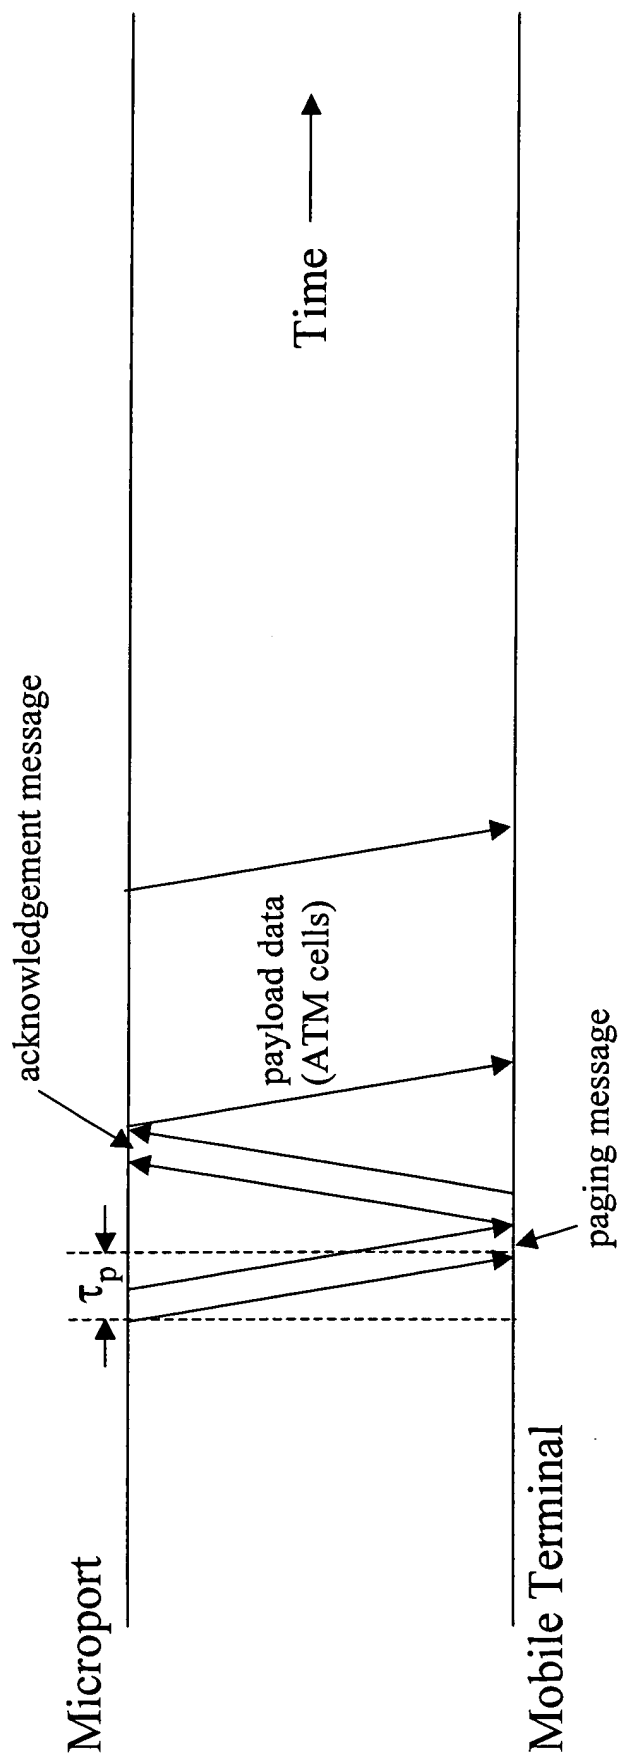 Microport
τp
acknowledgement message
payload data
(ATM cells)
Time
Mobile Terminal
paging message